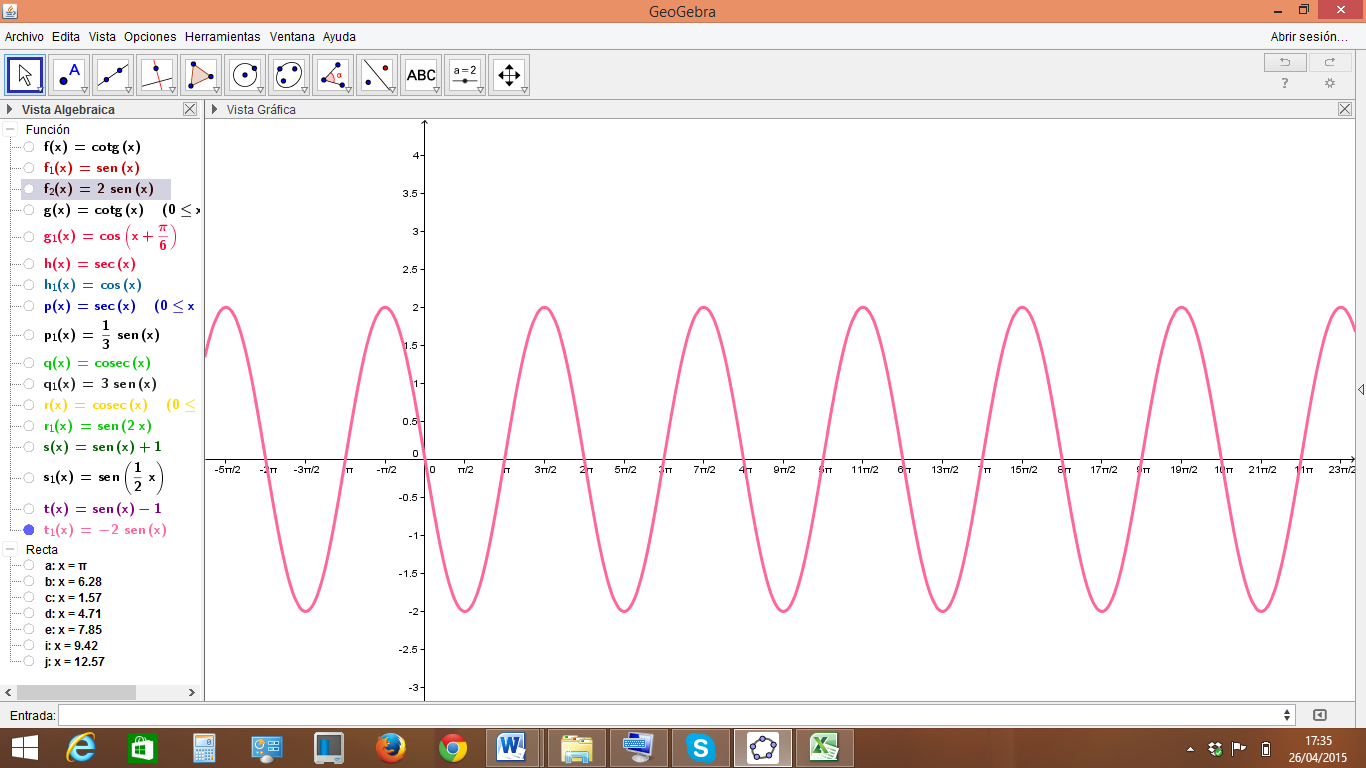 GeoGebra
Archivo Edita Vista Opciones Herramientas Ventana Ayuda
Abrir sesión...
A
α
ABC
a=2
?
Vista Algebraica
Vista Gráfica
Función
f(x) = cotg(x)
f₁(x) = sen(x)
f₂(x) = 2 sen(x)
g(x) = cotg(x) (0 ≤ x
g₁(x) = cos(x + π/6)
h(x) = sec(x)
h₁(x) = cos(x)
p(x) = sec(x) (0 ≤ x
p₁(x) = 1/3 sen(x)
q(x) = cosec(x)
q₁(x) = 3 sen(x)
r(x) = cosec(x) (0 ≤
r₁(x) = sen(2 x)
s(x) = sen(x) + 1
s₁(x) = sen(1/2 x)
t(x) = sen(x) − 1
t₁(x) = −2 sen(x)
Recta
a: x = π
b: x = 6.28
c: x = 1.57
d: x = 4.71
e: x = 7.85
i: x = 9.42
j: x = 12.57
4
3.5
3
2.5
2
1.5
1
0.5
0
-5π/2 -3π/2 π -π/2 0 π/2 π 3π/2 2π 5π/2 7π/2 4π 9π/2 5π 11π/2 6π 13π/2 15π/2 8π 17π/2 19π/2 10π 21π/2 11π 23π/2
-0.5
-1
-1.5
-2
-2.5
-3
Entrada:
17:35
26/04/2015